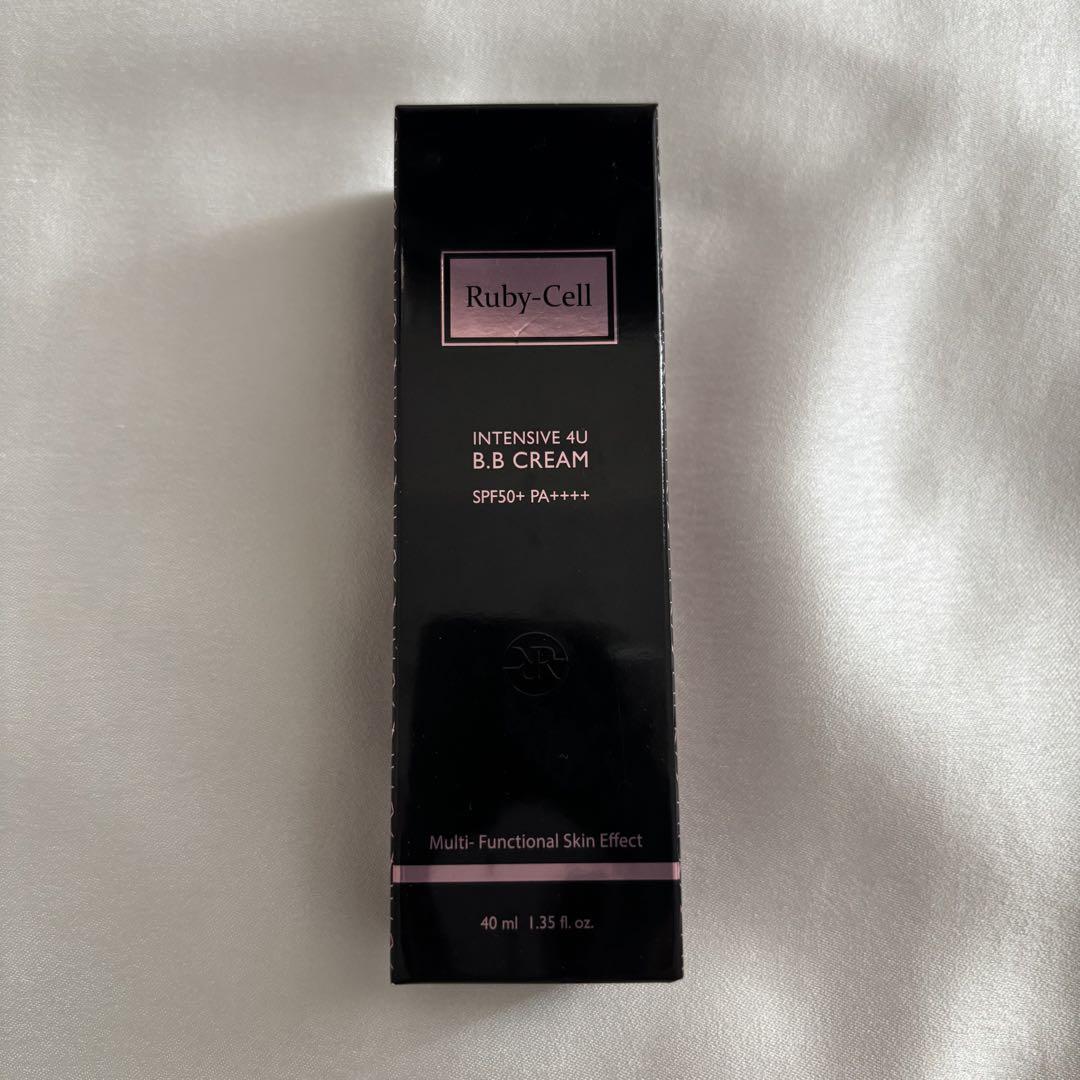 Ruby-Cell
INTENSIVE 4U
B.B CREAM
SPF50+ PA++++
Multi- Functional Skin Effect
40 ml 1.35 fl. oz.